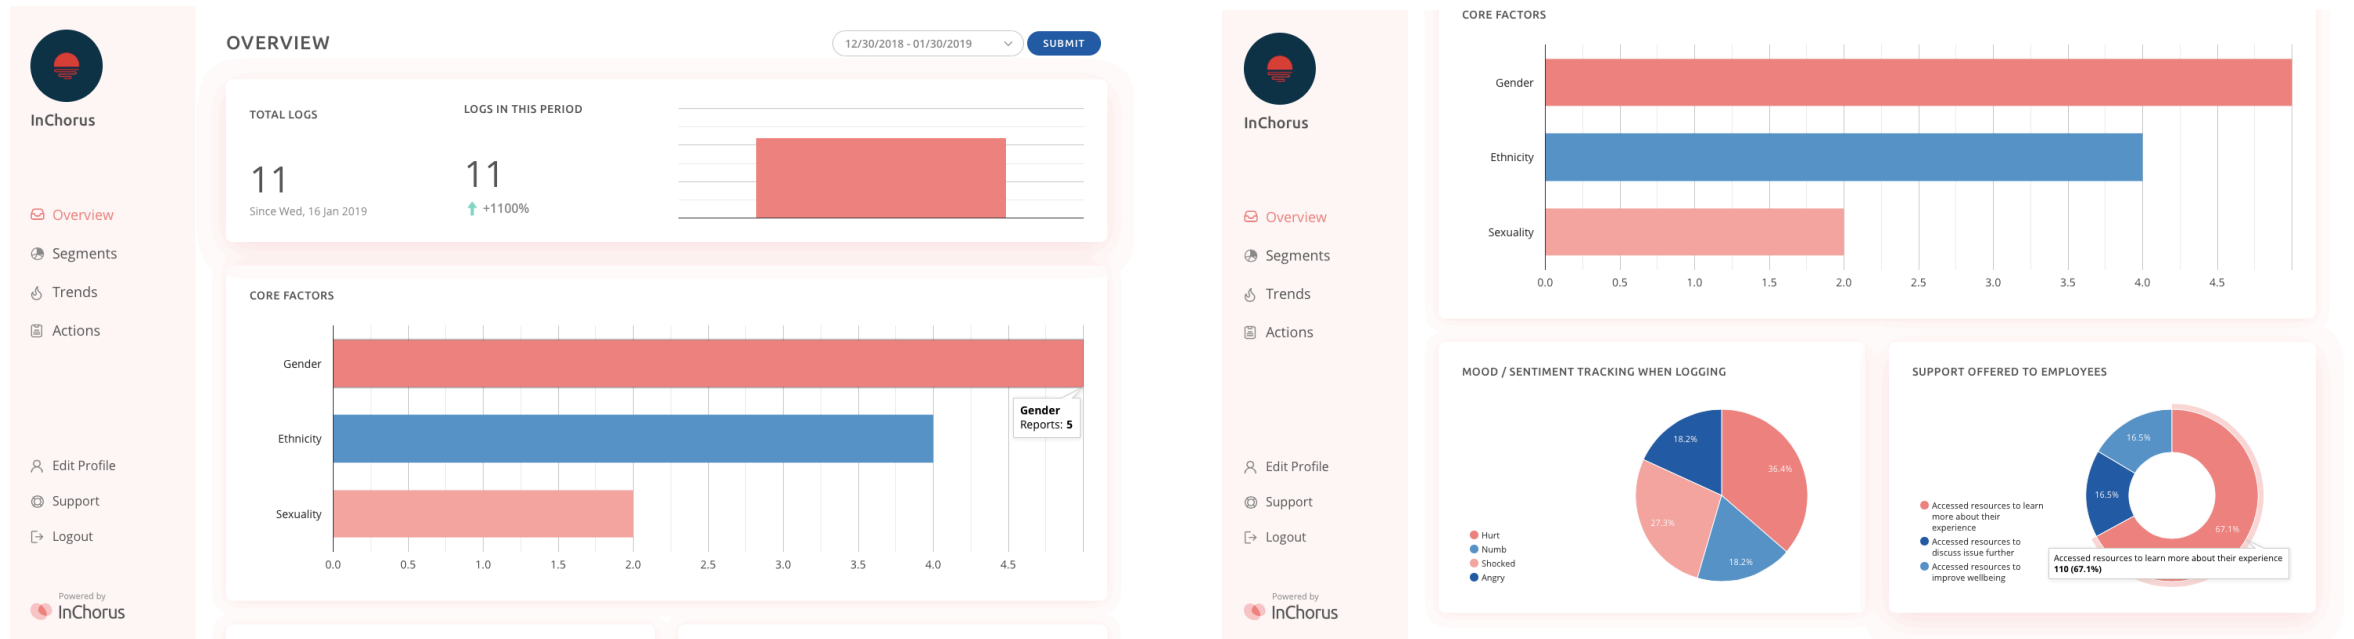 InChorus
Overview
Segments
Trends
Actions
Edit Profile
Support
Logout
Powered by
InChorus
OVERVIEW
12/30/2018 - 01/30/2019
SUBMIT
TOTAL LOGS
11
Since Wed, 16 Jan 2019
LOGS IN THIS PERIOD
11
+1100%
CORE FACTORS
Gender
Ethnicity
Sexuality
Gender
Reports: 5
0.0 0.5 1.0 1.5 2.0 2.5 3.0 3.5 4.0 4.5
InChorus
Overview
Segments
Trends
Actions
Edit Profile
Support
Logout
Powered by
InChorus
CORE FACTORS
Gender
Ethnicity
Sexuality
0.0 0.5 1.0 1.5 2.0 2.5 3.0 3.5 4.0 4.5
MOOD / SENTIMENT TRACKING WHEN LOGGING
Hurt
Numb
Shocked
Angry
18.2%
36.4%
27.3%
18.2%
SUPPORT OFFERED TO EMPLOYEES
Accessed resources to learn
more about their
experience
Accessed resources to
discuss issue further
Accessed resources to
improve wellbeing
16.5%
16.5%
67.1%
Accessed resources to learn more about their experience
110 (67.1%)